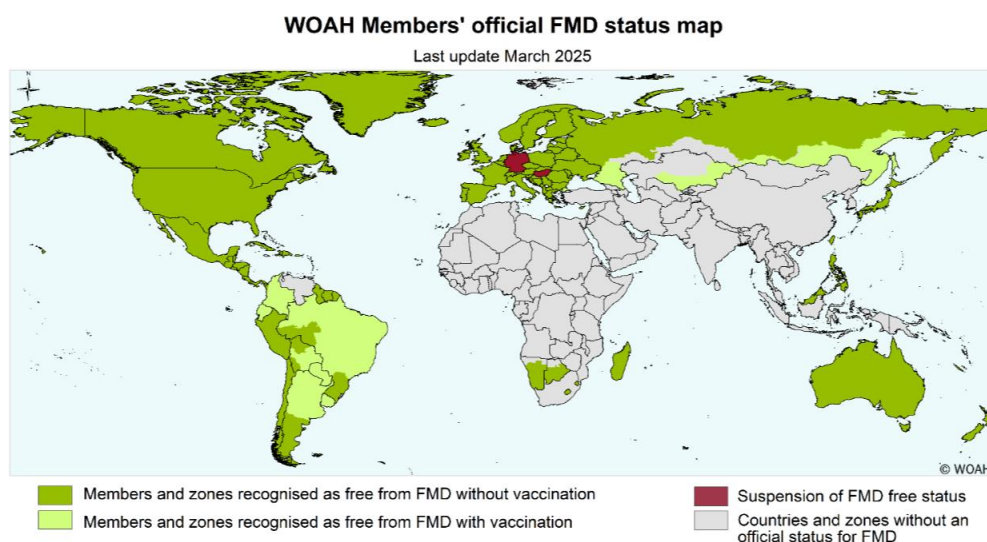 WOAH Members' official FMD status map
Last update March 2025
N
© WOAH
Members and zones recognised as free from FMD without vaccination
Members and zones recognised as free from FMD with vaccination
Suspension of FMD free status
Countries and zones without an
official status for FMD